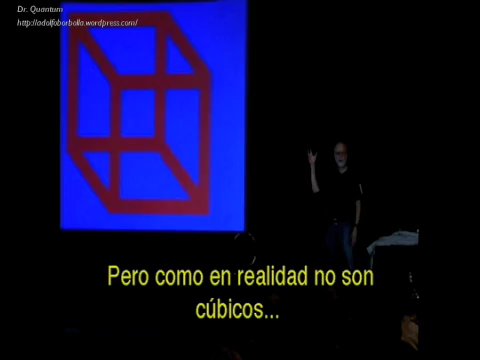 Dr. Quantum
http://adolfoborbolla.wordpress.com/
Pero como en realidad no son
cúbicos...